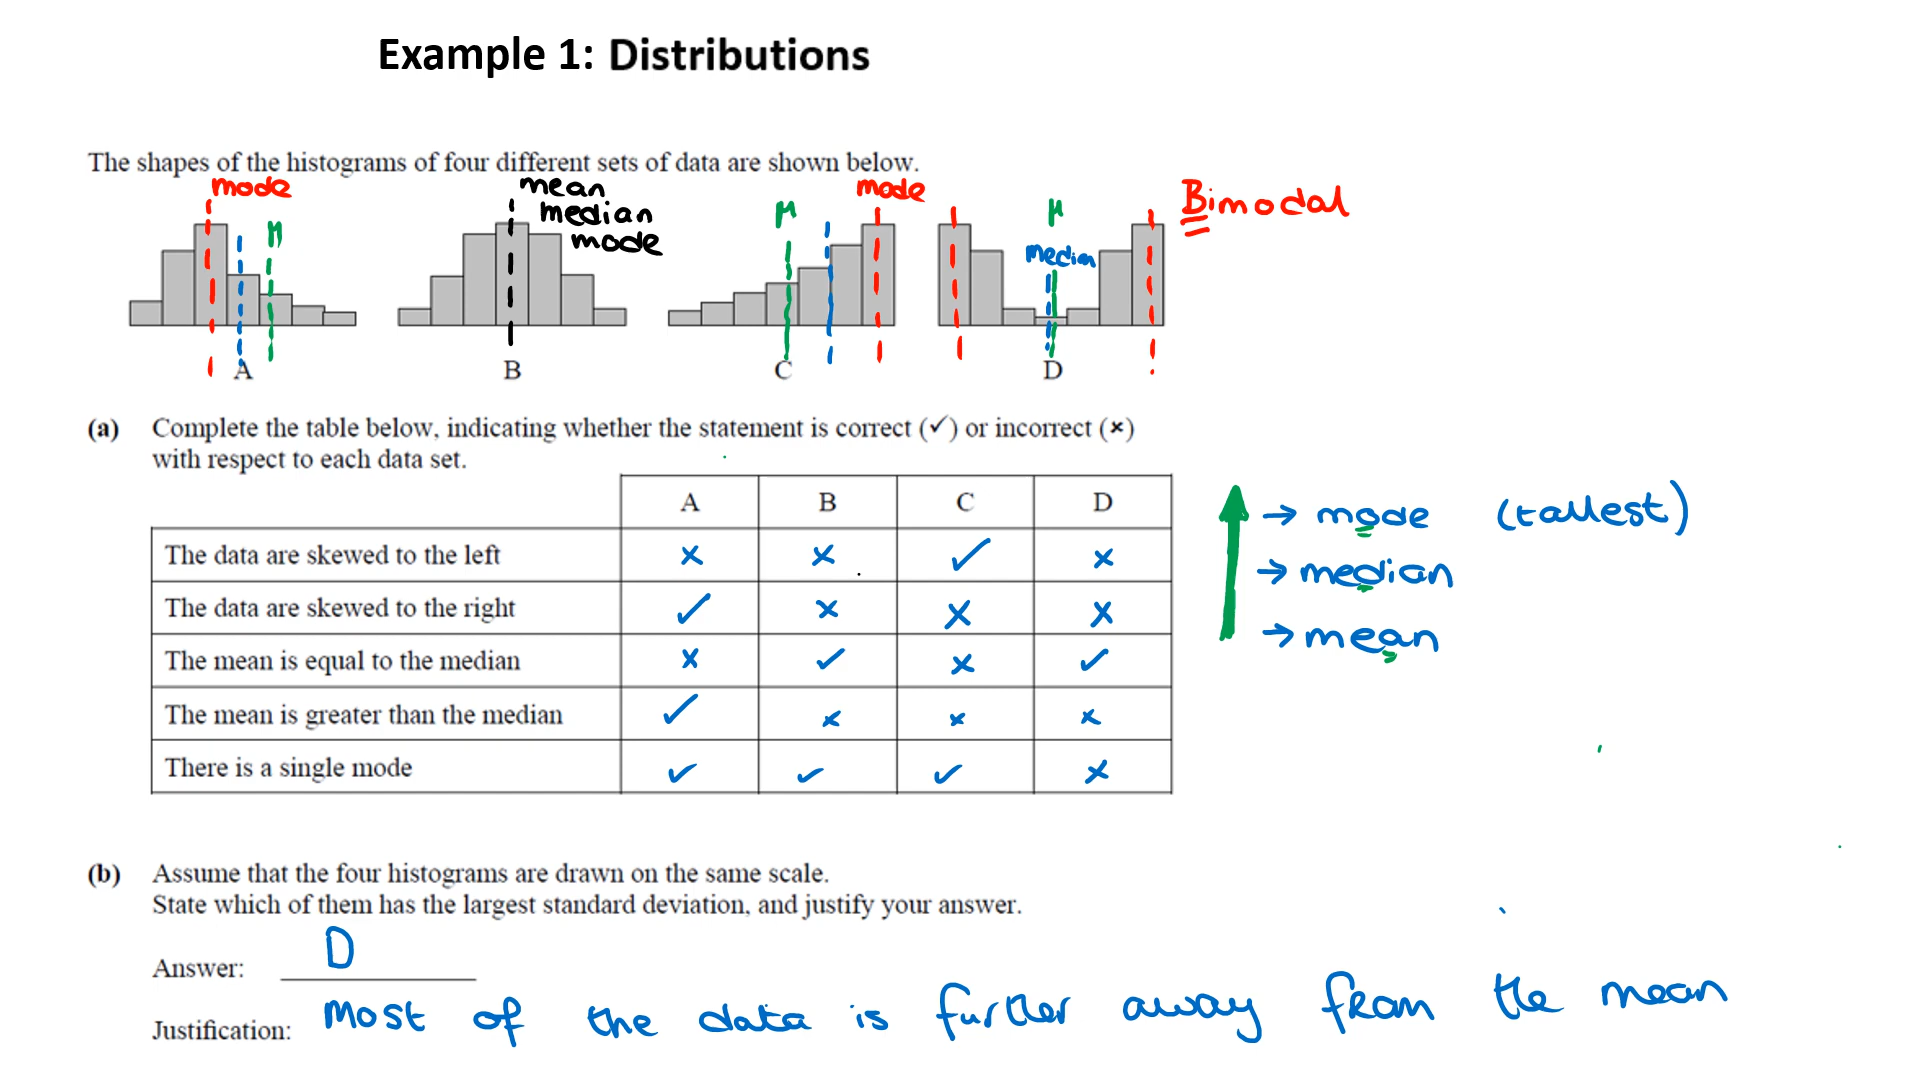 Example 1: Distributions
The shapes of the histograms of four different sets of data are shown below.
mode
μ
mean
median
mode
μ
mode
μ
median
Bimodal
A
B
C
D
(a) Complete the table below, indicating whether the statement is correct (✓) or incorrect (×)
with respect to each data set.
A B C D
The data are skewed to the left × × ✓ ×
The data are skewed to the right ✓ × × ×
The mean is equal to the median × ✓ × ✓
The mean is greater than the median ✓ × × ×
There is a single mode ✓ ✓ ✓ ×
→ mode (tallest)
→ median
→ mean
(b) Assume that the four histograms are drawn on the same scale.
State which of them has the largest standard deviation, and justify your answer.
Answer: D
Justification: Most of the data is further away from the mean